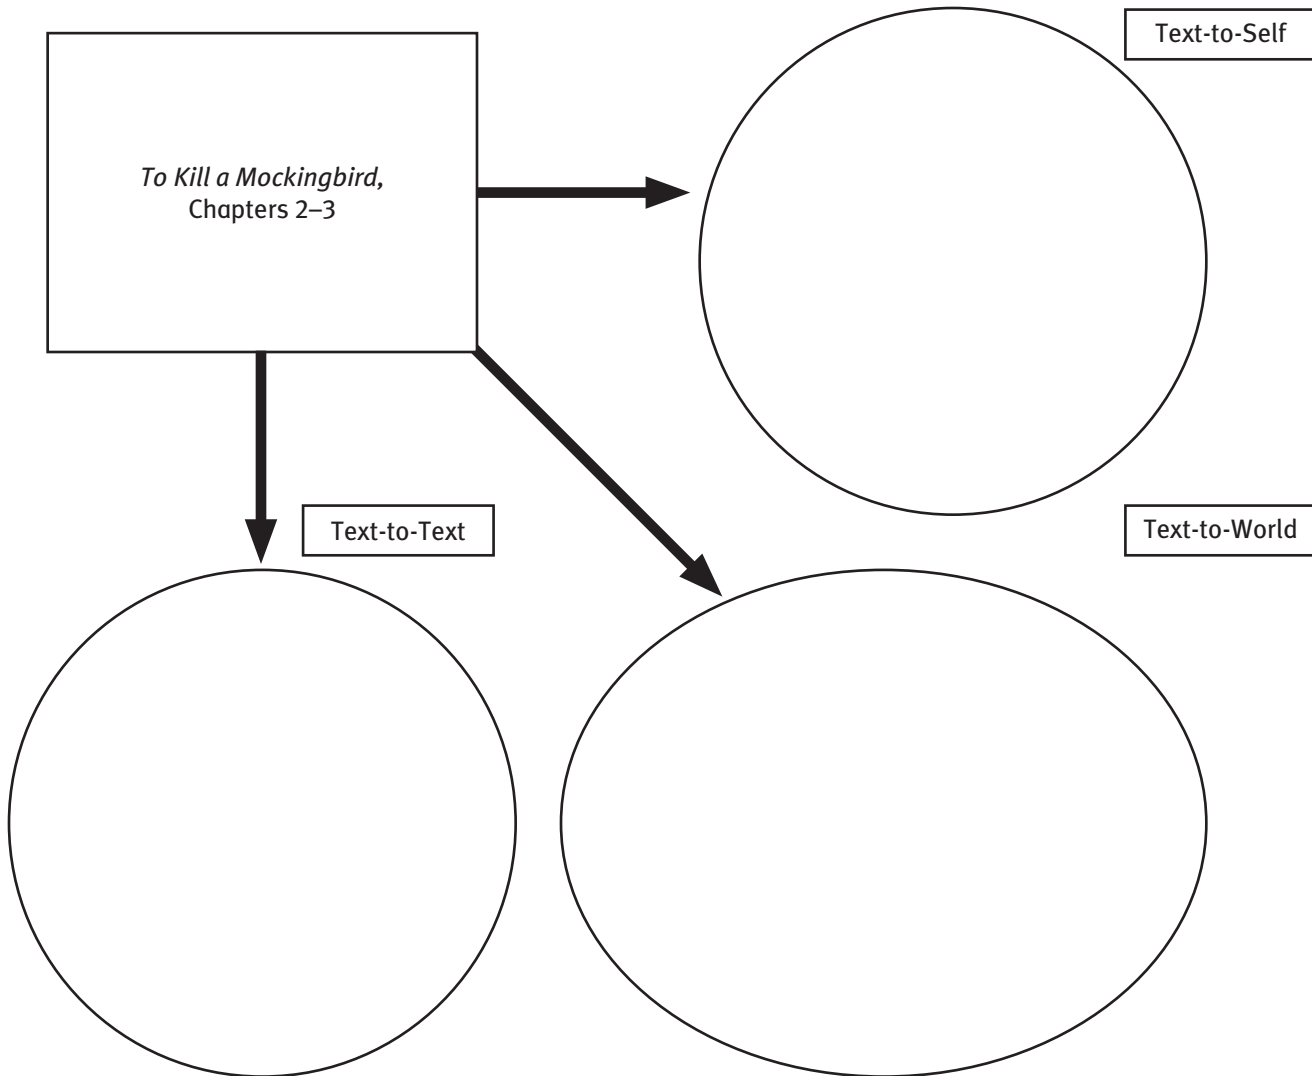 Text-to-Self
To Kill a Mockingbird,
Chapters 2–3
Text-to-Text
Text-to-World